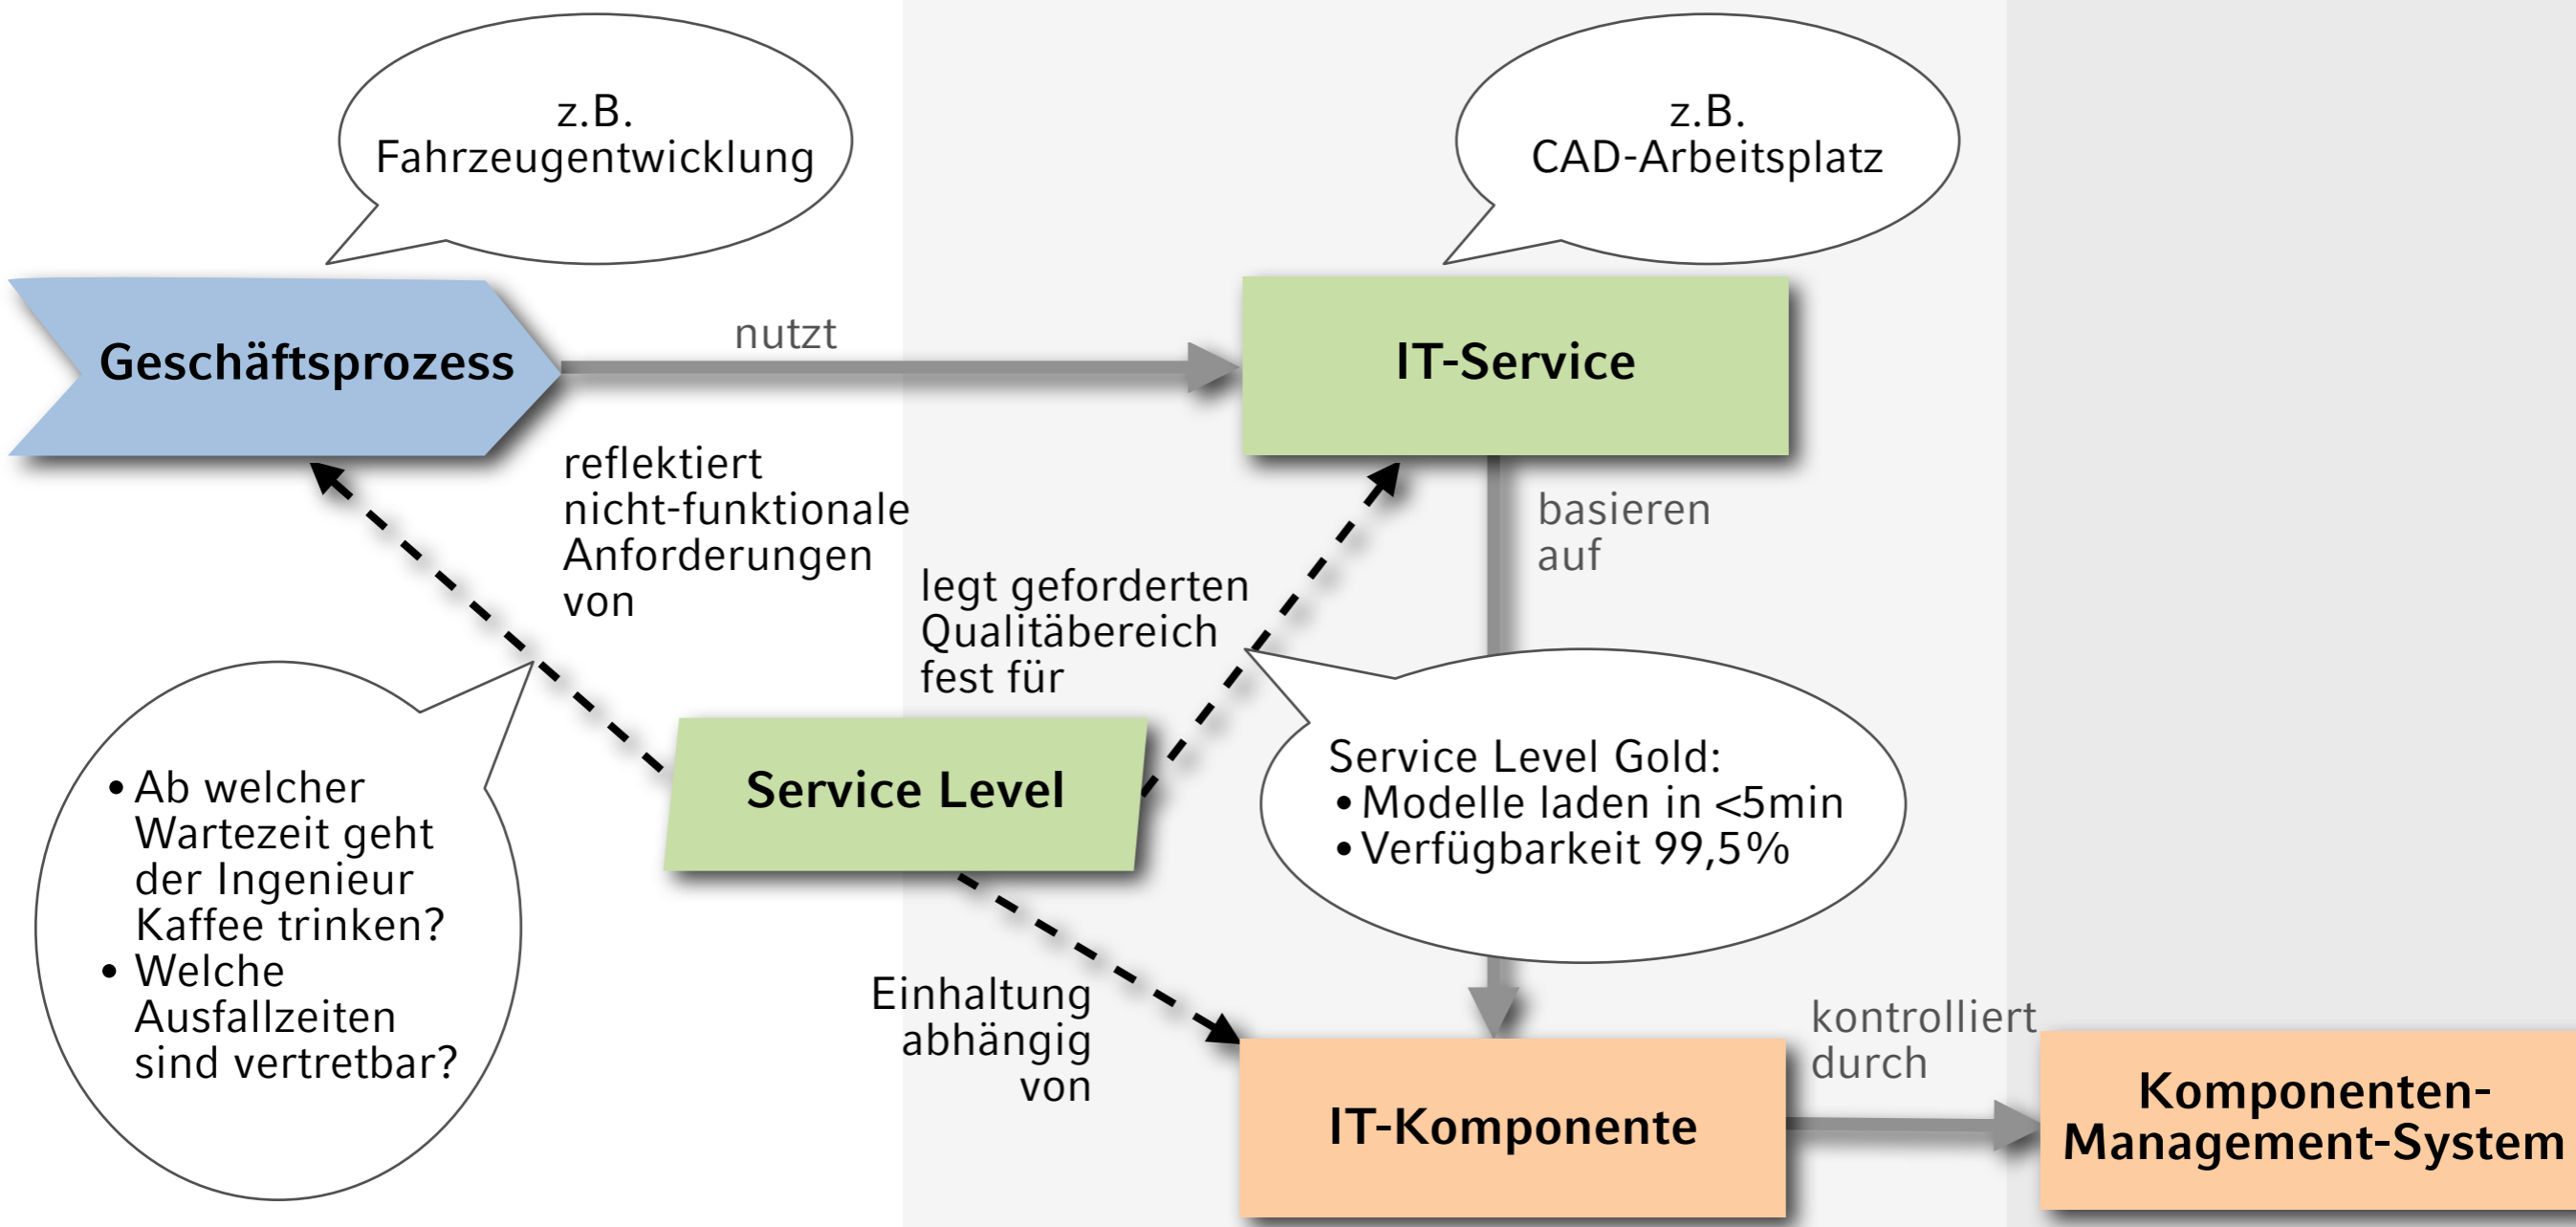 z.B.
Fahrzeugentwicklung
z.B.
CAD-Arbeitsplatz
Geschäftsprozess
nutzt
IT-Service
reflektiert
nicht-funktionale
Anforderungen
von
basieren
auf
legt geforderten
Qualitäbereich
fest für
• Ab welcher
Wartezeit geht
der Ingenieur
Kaffee trinken?
• Welche
Ausfallzeiten
sind vertretbar?
Service Level
Service Level Gold:
• Modelle laden in <5min
• Verfügbarkeit 99,5%
Einhaltung
abhängig
von
IT-Komponente
kontrolliert
durch
Komponenten-
Management-System